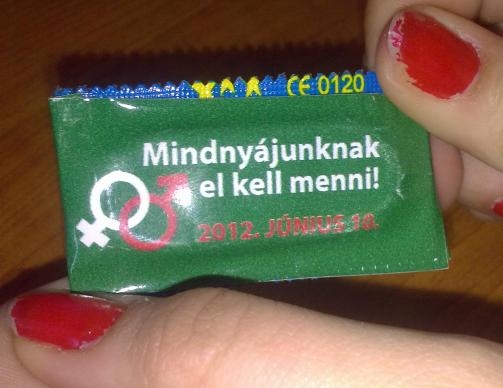 CE 0120
Mindnyájunknak
el kell menni!
2012. JÚNIUS 10.